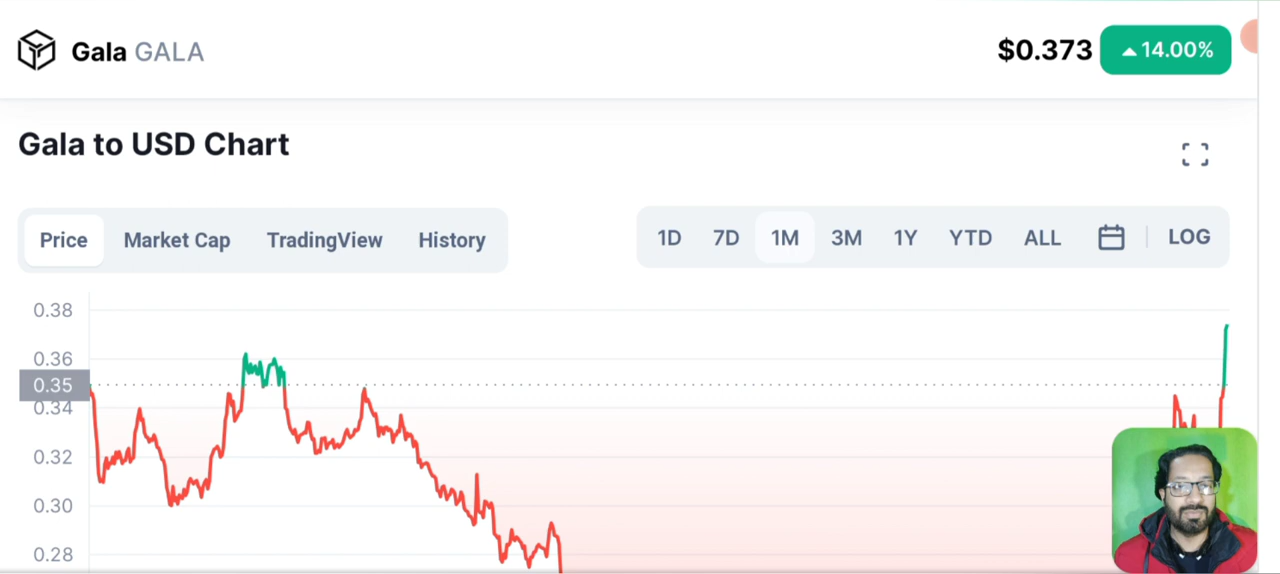 Gala GALA
$0.373 14.00%
Gala to USD Chart
Price Market Cap TradingView History
1D 7D 1M 3M 1Y YTD ALL LOG
0.38
0.36
0.35
0.34
0.32
0.30
0.28